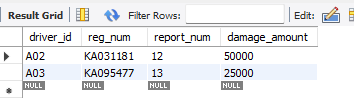 Result Grid Filter Rows: Edit:
driver_id reg_num report_num damage_amount
A02 KA031181 12 50000
A03 KA095477 13 25000
NULL NULL NULL NULL